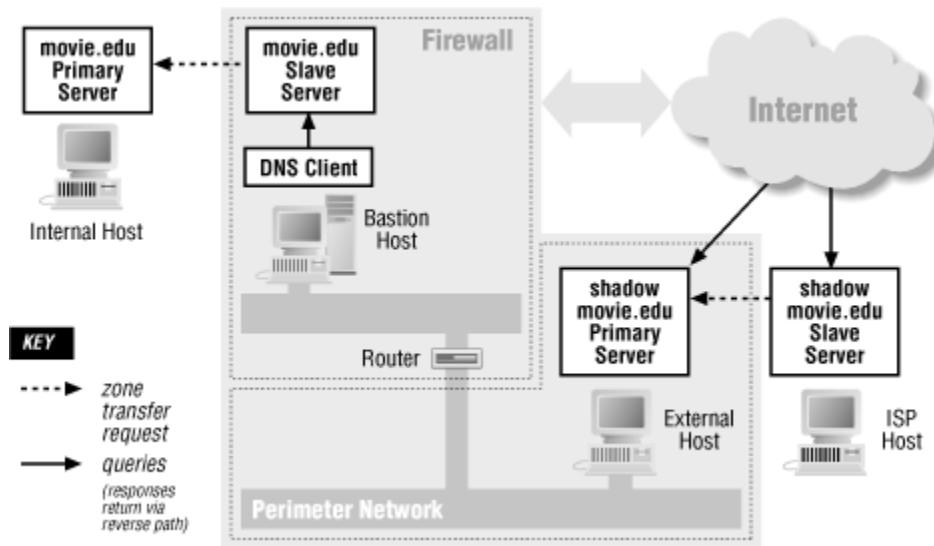 movie.edu
Primary
Server
Internal Host
movie.edu
Slave
Server
DNS Client
Bastion
Host
Firewall
Internet
Router
shadow
movie.edu
Primary
Server
External
Host
shadow
movie.edu
Slave
Server
ISP
Host
Perimeter Network
KEY
zone
transfer
request
queries
(responses
return via
reverse path)